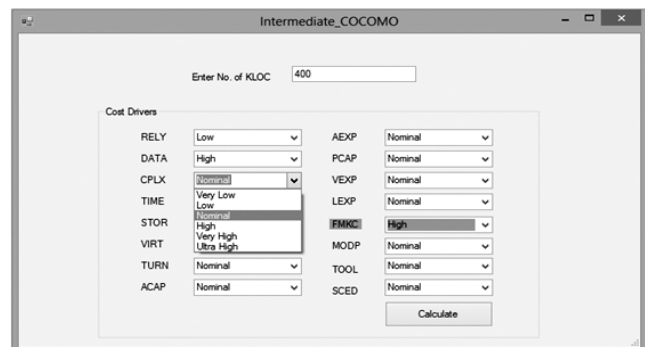 Intermediate_COCOMO
Enter No. of KLOC 400
Cost Drivers
RELY Low AEXP Nominal
DATA High PCAP Nominal
CPLX Nominal VEXP Nominal
Very Low
TIME Low LEXP Nominal
Nominal
STOR High FMKC High
Very High
VIRT Ultra High MODP Nominal
TURN Nominal TOOL Nominal
ACAP Nominal SCED Nominal
Calculate